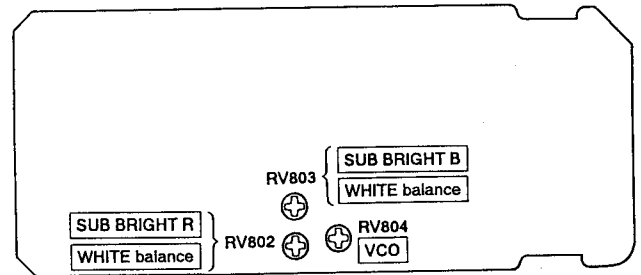 SUB BRIGHT B
RV803
WHITE balance
SUB BRIGHT R
RV802
RV804
WHITE balance
VCO